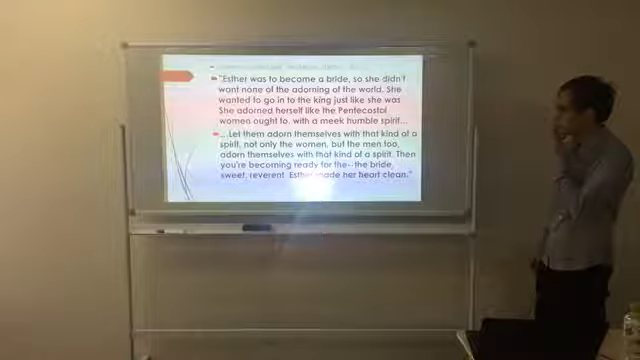 "Esther was to become a bride, so she didn't
want none of the adorning of the world. She
wanted to go in to the king just like she was
She adorned herself like the Pentecostal
women ought to, with a meek humble spirit...
...Let them adorn themselves with that kind of a
spirit, not only the women, but the men too,
adorn themselves with that kind of a spirit. Then
you're becoming ready for the- the bride,
sweet, reverent. Esther made her heart clean."